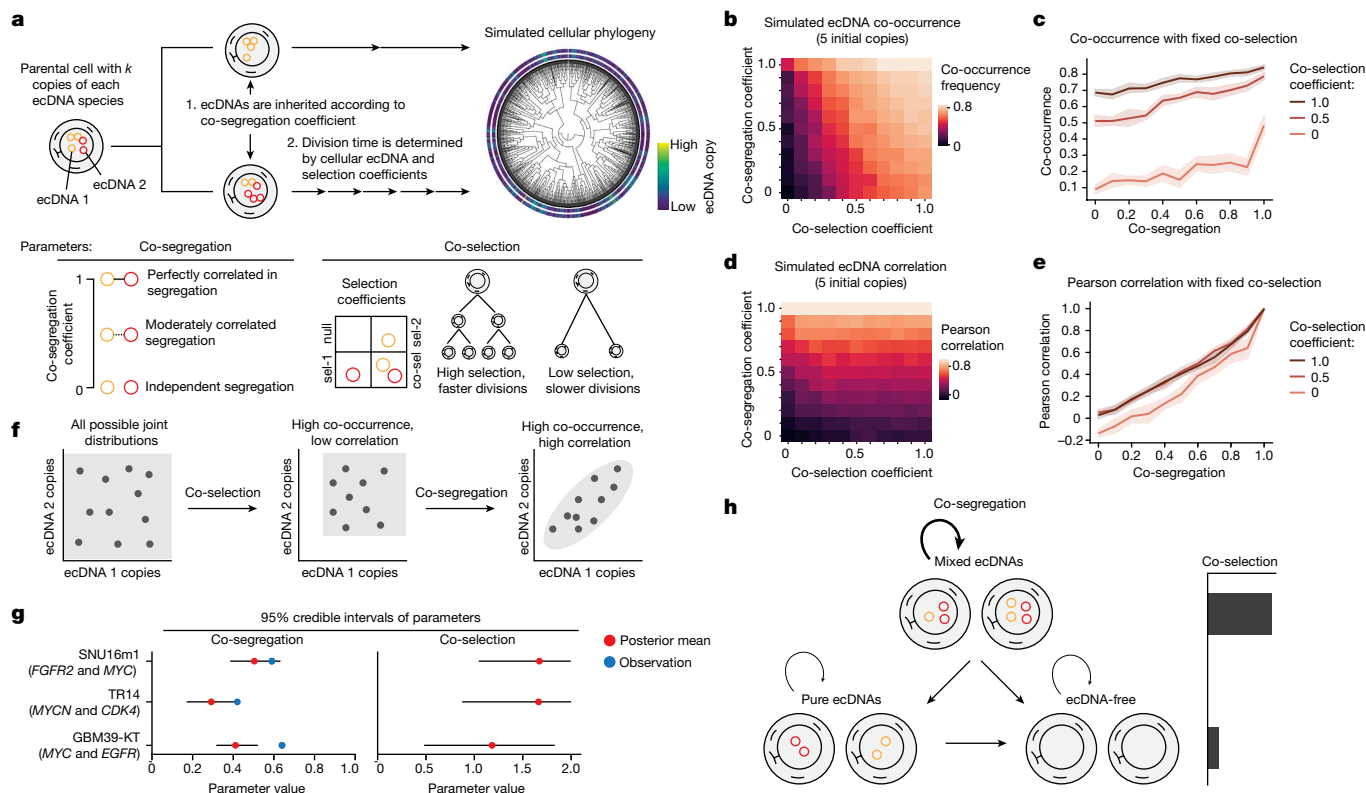 a
Parental cell with k
copies of each
ecDNA species
ecDNA 1
ecDNA 2
1. ecDNAs are inherited according to
co-segregation coefficient
2. Division time is determined
by cellular ecDNA and
selection coefficients
Simulated cellular phylogeny
High
Low
ecDNA copy
Parameters:
Co-segregation
Co-segregation
coefficient
1
0
Perfectly correlated in
segregation
Moderately correlated
segregation
Independent segregation
Co-selection
Selection
coefficients
null
sel-2
sel-1
co-sel
High selection,
faster divisions
Low selection,
slower divisions
b
Simulated ecDNA co-occurrence
(5 initial copies)
Co-segregation coefficient
1.0
0.5
0
0
0.5
1.0
Co-selection coefficient
Co-occurrence
frequency
0.8
0
c
Co-occurrence with fixed co-selection
Co-occurrence
0.8
0.7
0.6
0.5
0.4
0.3
0.2
0.1
0 0.2 0.4 0.6 0.8 1.0
Co-segregation
Co-selection
coefficient:
1.0
0.5
0
d
Simulated ecDNA correlation
(5 initial copies)
Co-segregation coefficient
1.0
0.5
0
0
0.5
1.0
Co-selection coefficient
Pearson
correlation
0.8
0
e
Pearson correlation with fixed co-selection
Pearson correlation
1.0
0.8
0.6
0.4
0.2
0
−0.2
0 0.2 0.4 0.6 0.8 1.0
Co-segregation
Co-selection
coefficient:
1.0
0.5
0
f
All possible joint
distributions
ecDNA 2 copies
ecDNA 1 copies
Co-selection
High co-occurrence,
low correlation
ecDNA 2 copies
ecDNA 1 copies
Co-segregation
High co-occurrence,
high correlation
ecDNA 2 copies
ecDNA 1 copies
g
95% credible intervals of parameters
Co-segregation
Co-selection
Posterior mean
Observation
SNU16m1
(FGFR2 and MYC)
TR14
(MYCN and CDK4)
GBM39-KT
(MYC and EGFR)
0 0.2 0.4 0.6 0.8 1.0
Parameter value
0 0.5 1.0 1.5 2.0
Parameter value
h
Co-segregation
Mixed ecDNAs
Pure ecDNAs
ecDNA-free
Co-selection